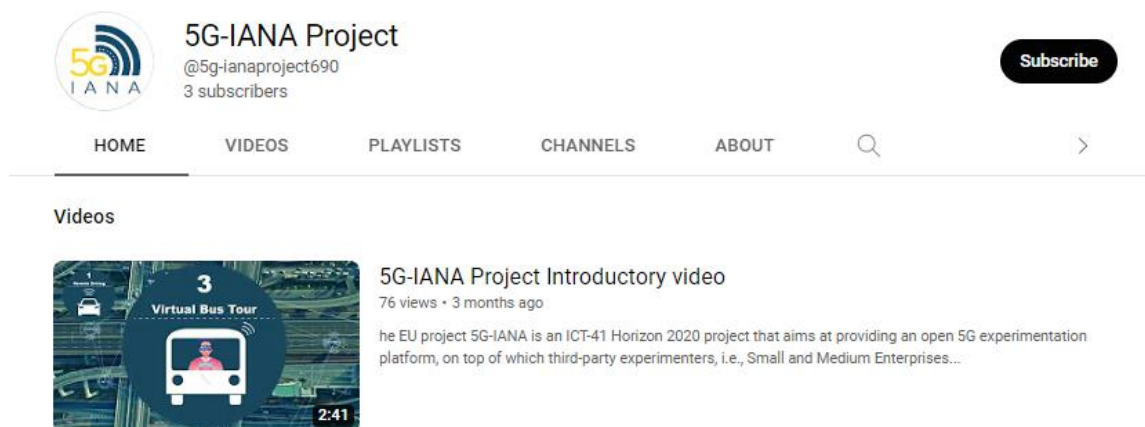 5G
IANA
5G-IANA Project
@5g-ianaproject690
3 subscribers
Subscribe
HOME
VIDEOS
PLAYLISTS
CHANNELS
ABOUT
Videos
1
Remote Driving
3
Virtual Bus Tour
2:41
5G-IANA Project Introductory video
76 views • 3 months ago
he EU project 5G-IANA is an ICT-41 Horizon 2020 project that aims at providing an open 5G experimentation
platform, on top of which third-party experimenters, i.e., Small and Medium Enterprises...